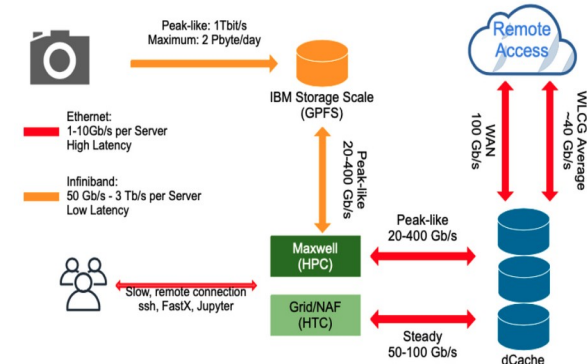 Peak-like: 1Tbit/s
Maximum: 2 Pbyte/day
Remote
Access
IBM Storage Scale
(GPFS)
Ethernet:
1-10Gb/s per Server
High Latency
Infiniband:
50 Gb/s - 3 Tb/s per Server
Low Latency
Peak-like
20-400 Gb/s
WAN
100 Gb/s
WLCG Average
~40 Gb/s
Maxwell
(HPC)
Peak-like
20-400 Gb/s
Slow, remote connection
ssh, FastX, Jupyter
Grid/NAF
(HTC)
Steady
50-100 Gb/s
dCache